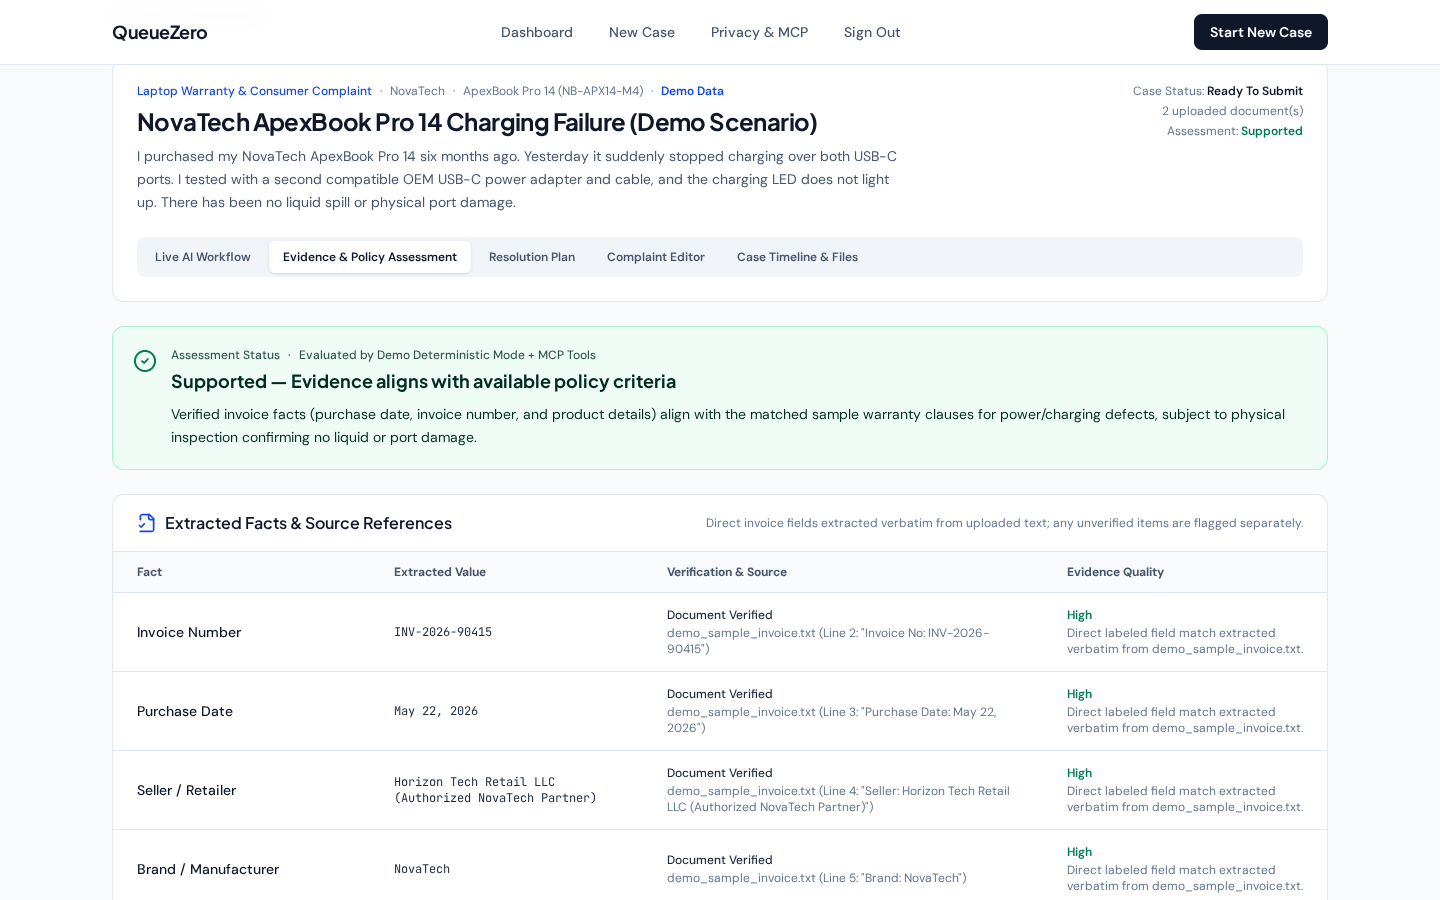 QueueZero
Dashboard
New Case
Privacy & MCP
Sign Out
Start New Case
Laptop Warranty & Consumer Complaint · NovaTech · ApexBook Pro 14 (NB-APX14-M4) · Demo Data
NovaTech ApexBook Pro 14 Charging Failure (Demo Scenario)
I purchased my NovaTech ApexBook Pro 14 six months ago. Yesterday it suddenly stopped charging over both USB-C
ports. I tested with a second compatible OEM USB-C power adapter and cable, and the charging LED does not light
up. There has been no liquid spill or physical port damage.
Case Status: Ready To Submit
2 uploaded document(s)
Assessment: Supported
Live AI Workflow
Evidence & Policy Assessment
Resolution Plan
Complaint Editor
Case Timeline & Files
Assessment Status · Evaluated by Demo Deterministic Mode + MCP Tools
Supported — Evidence aligns with available policy criteria
Verified invoice facts (purchase date, invoice number, and product details) align with the matched sample warranty clauses for power/charging defects, subject to physical
inspection confirming no liquid or port damage.
Extracted Facts & Source References
Direct invoice fields extracted verbatim from uploaded text; any unverified items are flagged separately.
Fact
Extracted Value
Verification & Source
Evidence Quality
Invoice Number
INV-2026-90415
Document Verified
demo_sample_invoice.txt (Line 2: "Invoice No: INV-2026-
90415")
High
Direct labeled field match extracted
verbatim from demo_sample_invoice.txt.
Purchase Date
May 22, 2026
Document Verified
demo_sample_invoice.txt (Line 3: "Purchase Date: May 22,
2026")
High
Direct labeled field match extracted
verbatim from demo_sample_invoice.txt.
Seller / Retailer
Horizon Tech Retail LLC
(Authorized NovaTech Partner)
Document Verified
demo_sample_invoice.txt (Line 4: "Seller: Horizon Tech Retail
LLC (Authorized NovaTech Partner)")
High
Direct labeled field match extracted
verbatim from demo_sample_invoice.txt.
Brand / Manufacturer
NovaTech
Document Verified
demo_sample_invoice.txt (Line 5: "Brand: NovaTech")
High
Direct labeled field match extracted
verbatim from demo_sample_invoice.txt.